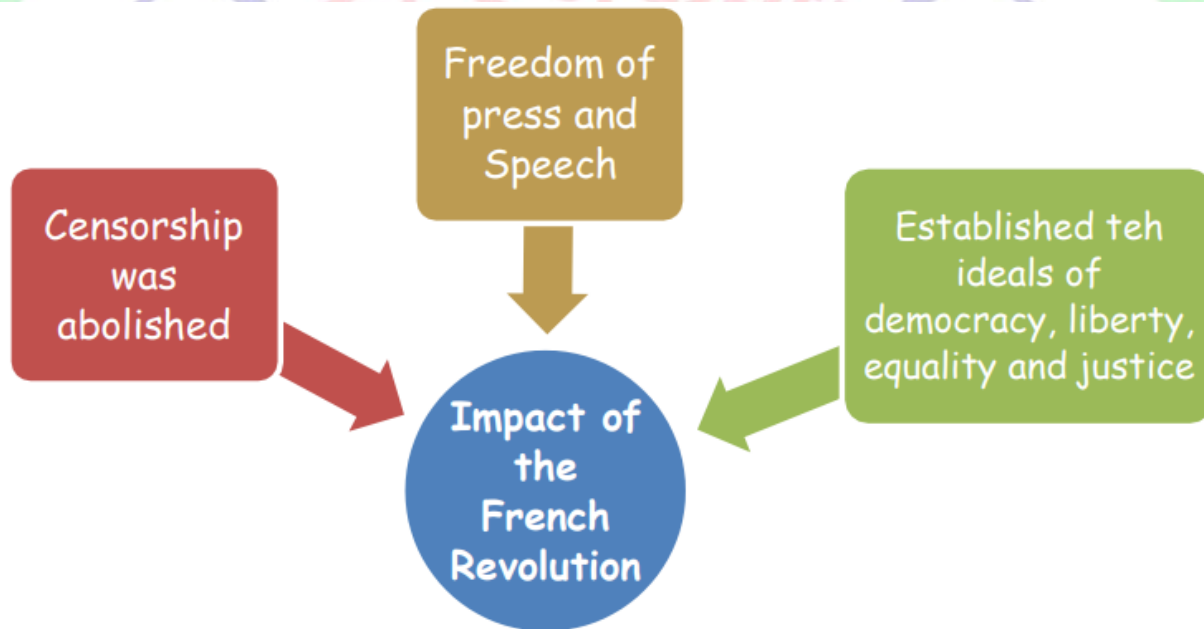 Freedom of
press and
Speech
Censorship
was
abolished
Established teh
ideals of
democracy, liberty,
equality and justice
Impact of
the
French
Revolution